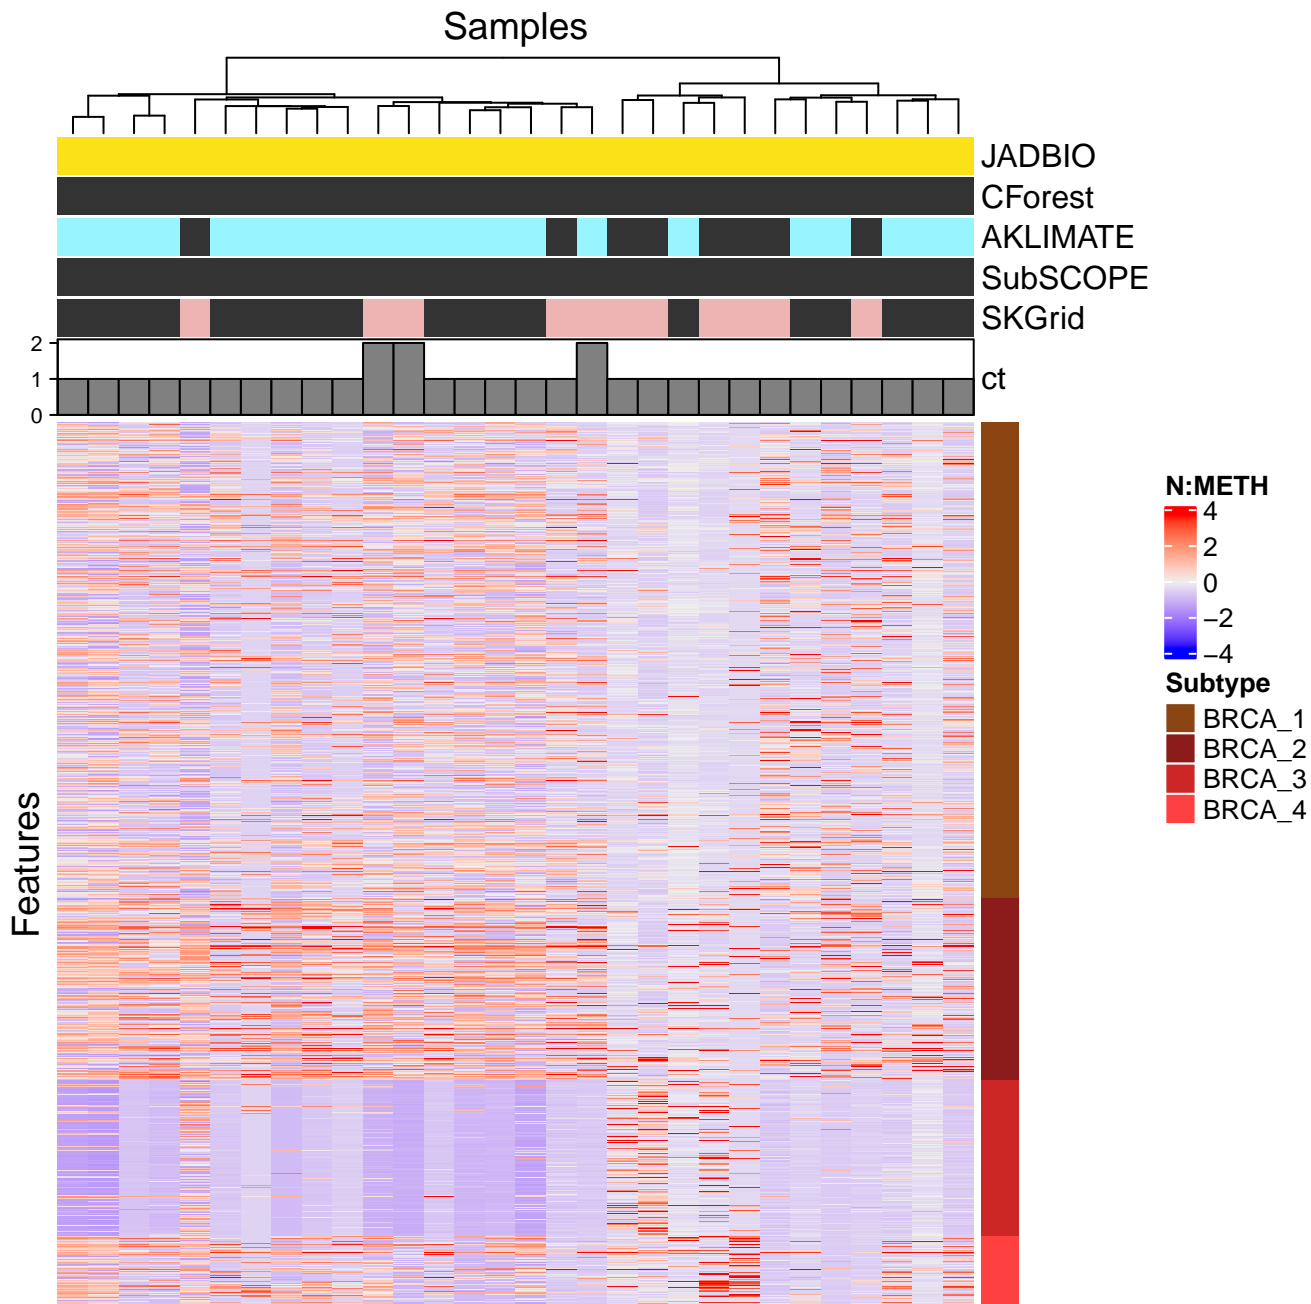 Samples
JADBIO
CForest
AKLIMATE
SubSCOPE
SKGrid
2
1
0
ct
Features
N:METH
4
2
0
−2
−4
Subtype
BRCA_1
BRCA_2
BRCA_3
BRCA_4